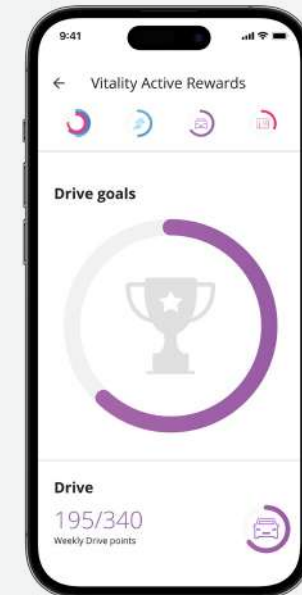 9:41
Vitality Active Rewards
Drive goals
Drive
195/340
Weekly Drive points